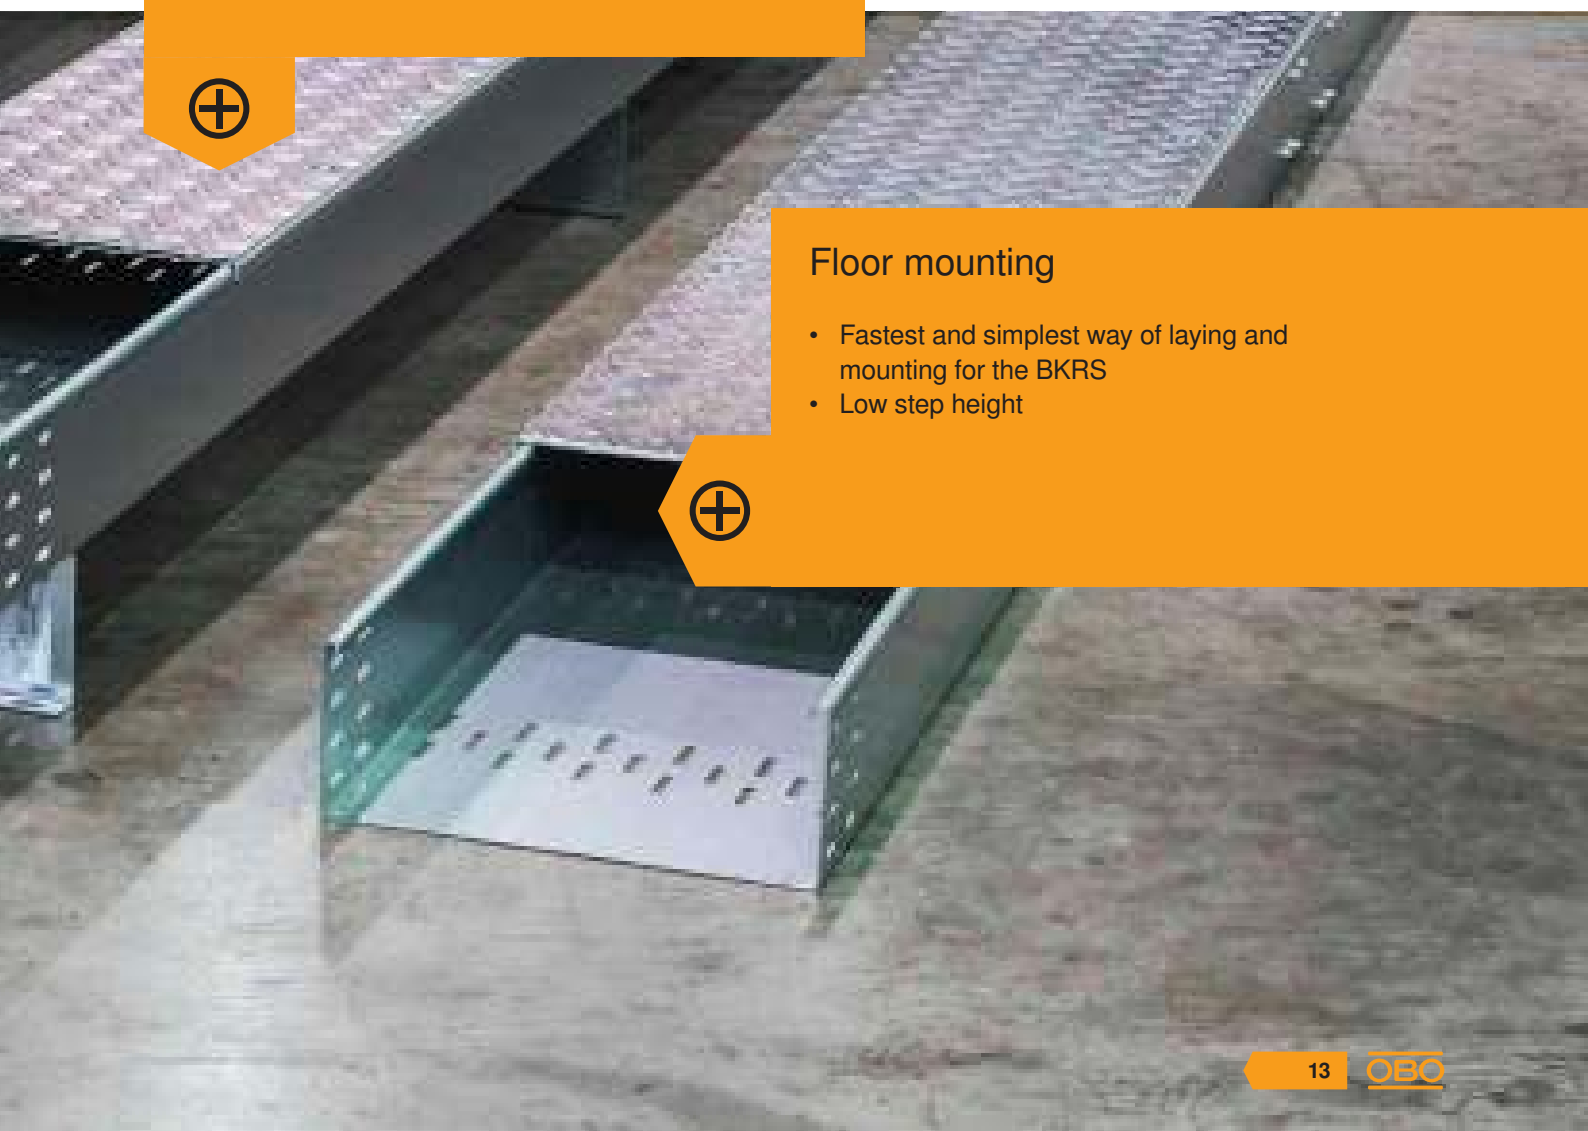 Floor mounting
• Fastest and simplest way of laying and
mounting for the BKRS
• Low step height
13
OBO